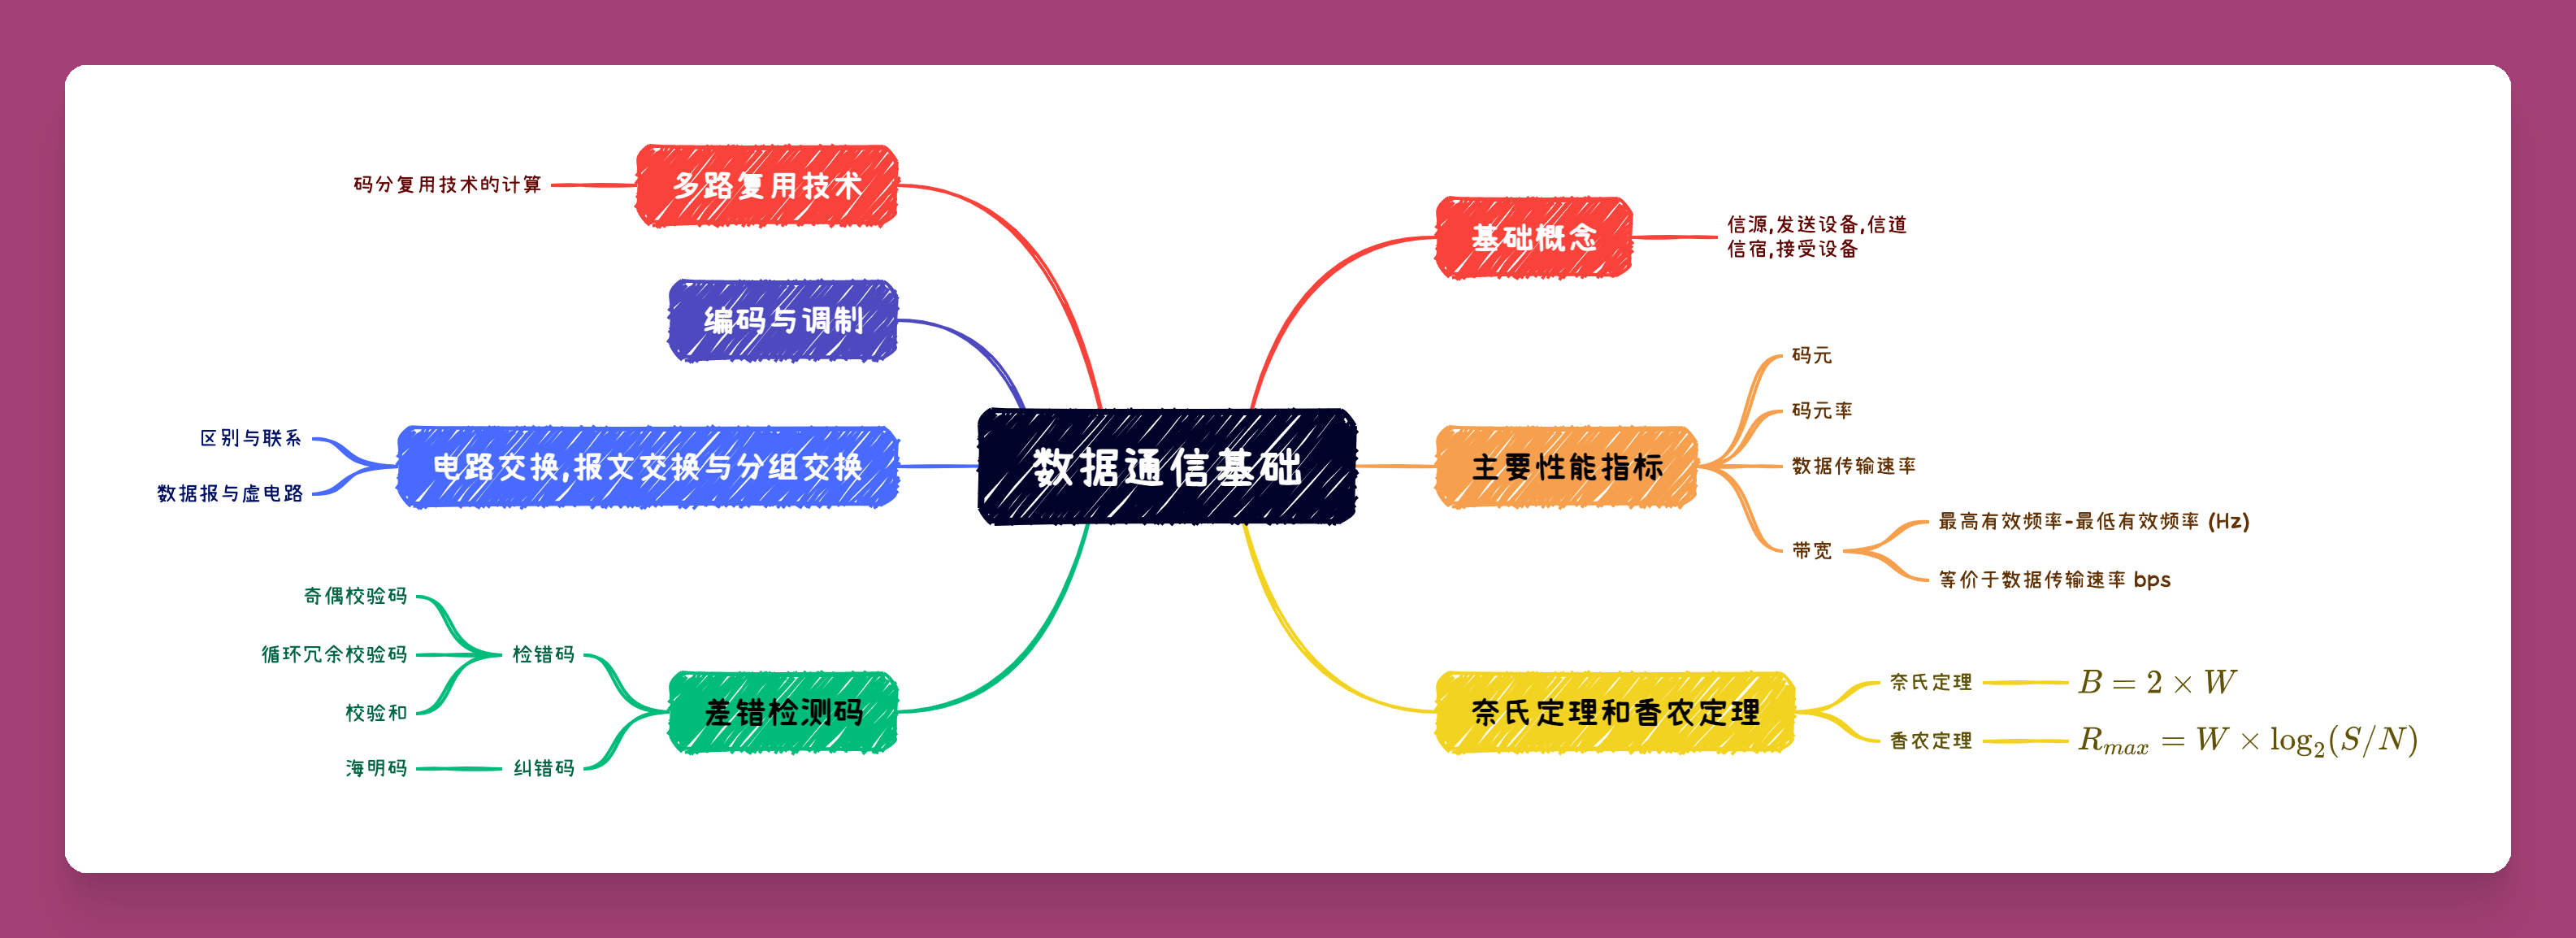 数据通信基础
基础概念
信源,发送设备,信道
信宿,接受设备
主要性能指标
码元
码元率
数据传输速率
带宽
最高有效频率-最低有效频率 (Hz)
等价于数据传输速率 bps
奈氏定理和香农定理
奈氏定理
B = 2 × W
香农定理
R_{max} = W × log_2(S/N)
多路复用技术
码分复用技术的计算
编码与调制
电路交换,报文交换与分组交换
区别与联系
数据报与虚电路
差错检测码
检错码
奇偶校验码
循环冗余校验码
校验和
纠错码
海明码